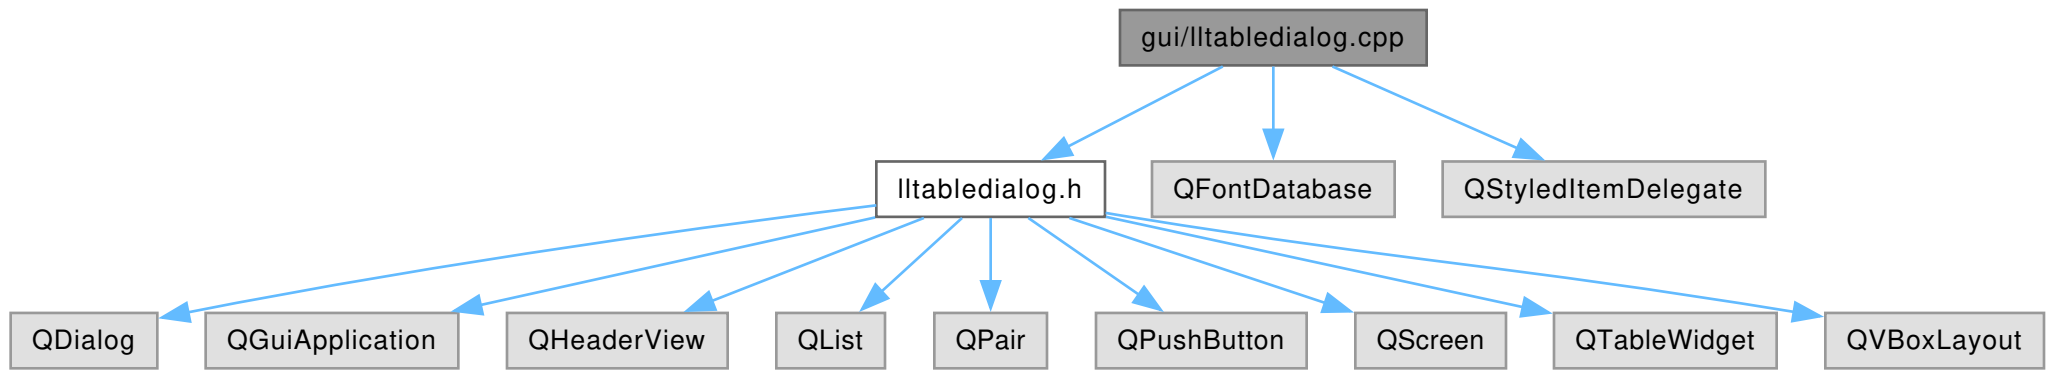 gui/lltabledialog.cpp
lltabledialog.h
QFontDatabase
QStyledItemDelegate
QDialog
QGuiApplication
QHeaderView
QList
QPair
QPushButton
QScreen
QTableWidget
QVBoxLayout